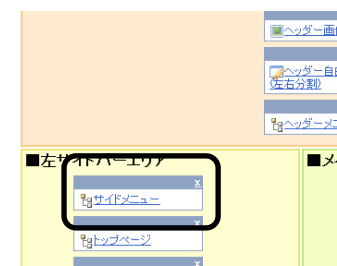 ヘッダー画
ヘッダー自由
(左右分割)
ヘッダーメニ
■左サイドバーエリア
■メイ
x
サイドメニュー
x
トップページ
x